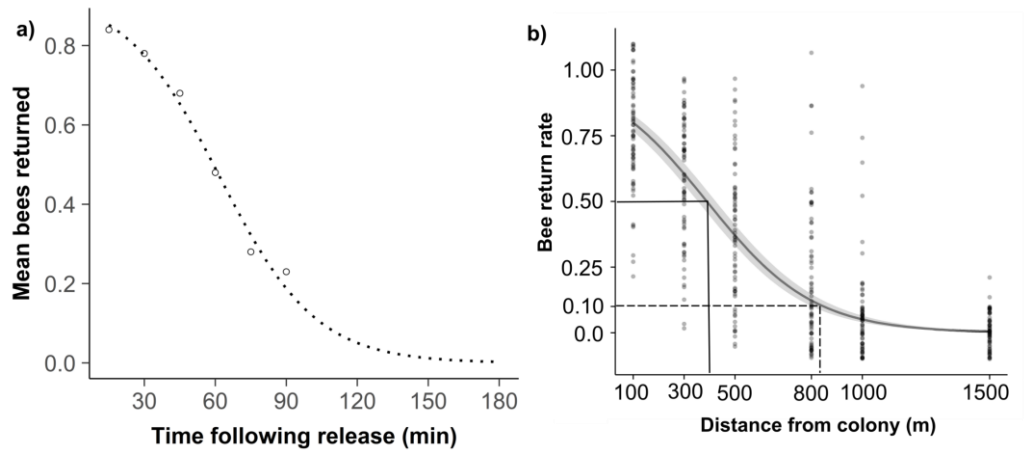 a)
Mean bees returned
0.8
0.6
0.4
0.2
0.0
30 60 90 120 150 180
Time following release (min)
b)
Bee return rate
1.00
0.75
0.50
0.25
0.10
0.0
100 300 500 800 1000 1500
Distance from colony (m)